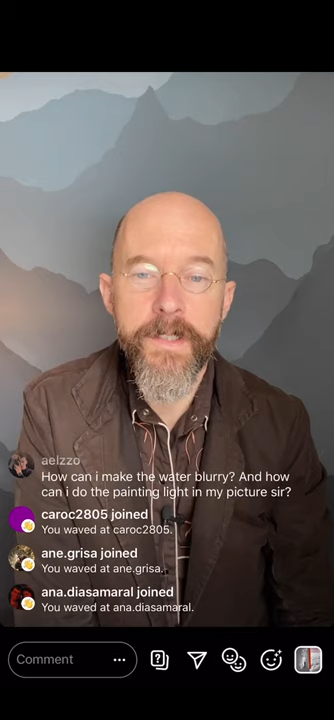 aelzzo
How can i make the water blurry? And how
can i do the painting light in my picture sir?
caroc2805 joined
You waved at caroc2805.
ane.grisa joined
You waved at ane.grisa.
ana.diasamaral joined
You waved at ana.diasamaral.
Comment